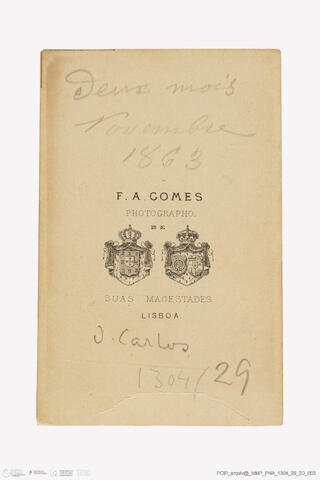 Deux mois
Novembre
1863
F. A. GOMES
PHOTOGRAPHO.
DE
SUAS MAGESTADES
LISBOA.
D. Carlos
1304/29